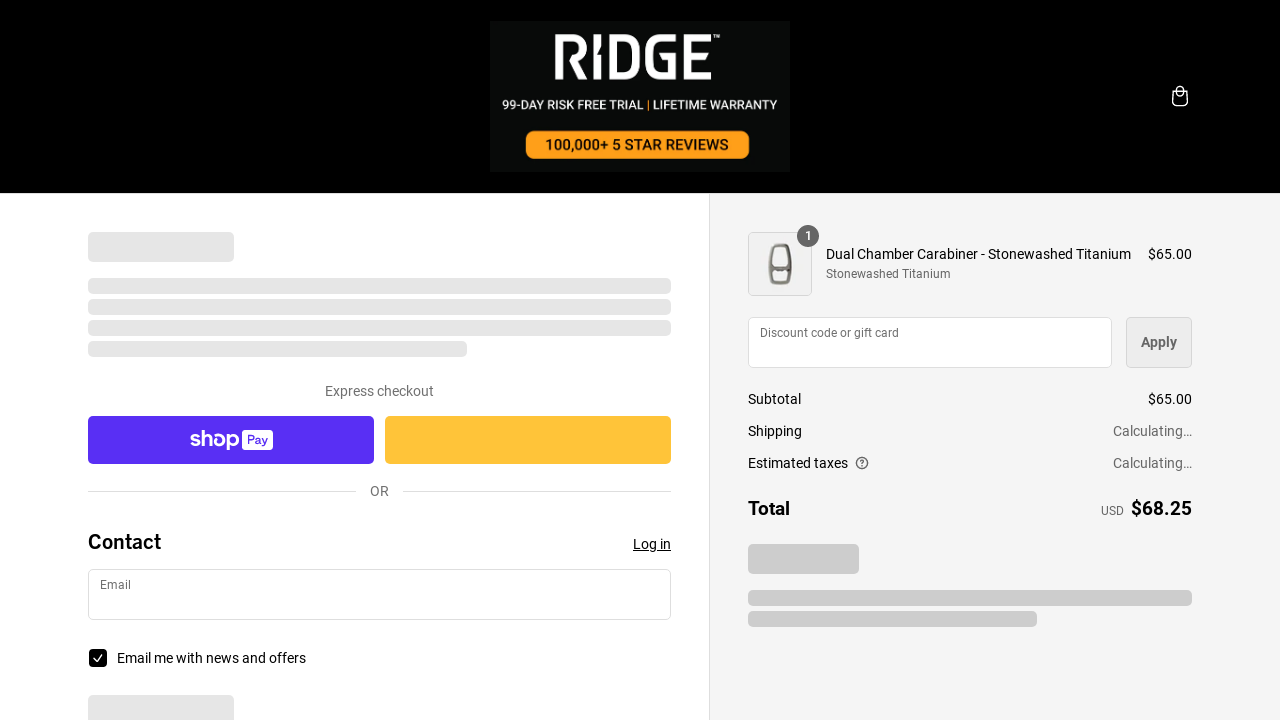 RIDGE™
99-DAY RISK FREE TRIAL | LIFETIME WARRANTY
100,000+ 5 STAR REVIEWS
Express checkout
shop Pay
OR
Contact
Log in
Email
Email me with news and offers
1
Dual Chamber Carabiner - Stonewashed Titanium $65.00
Stonewashed Titanium
Discount code or gift card
Apply
Subtotal $65.00
Shipping Calculating…
Estimated taxes Calculating…
Total USD $68.25